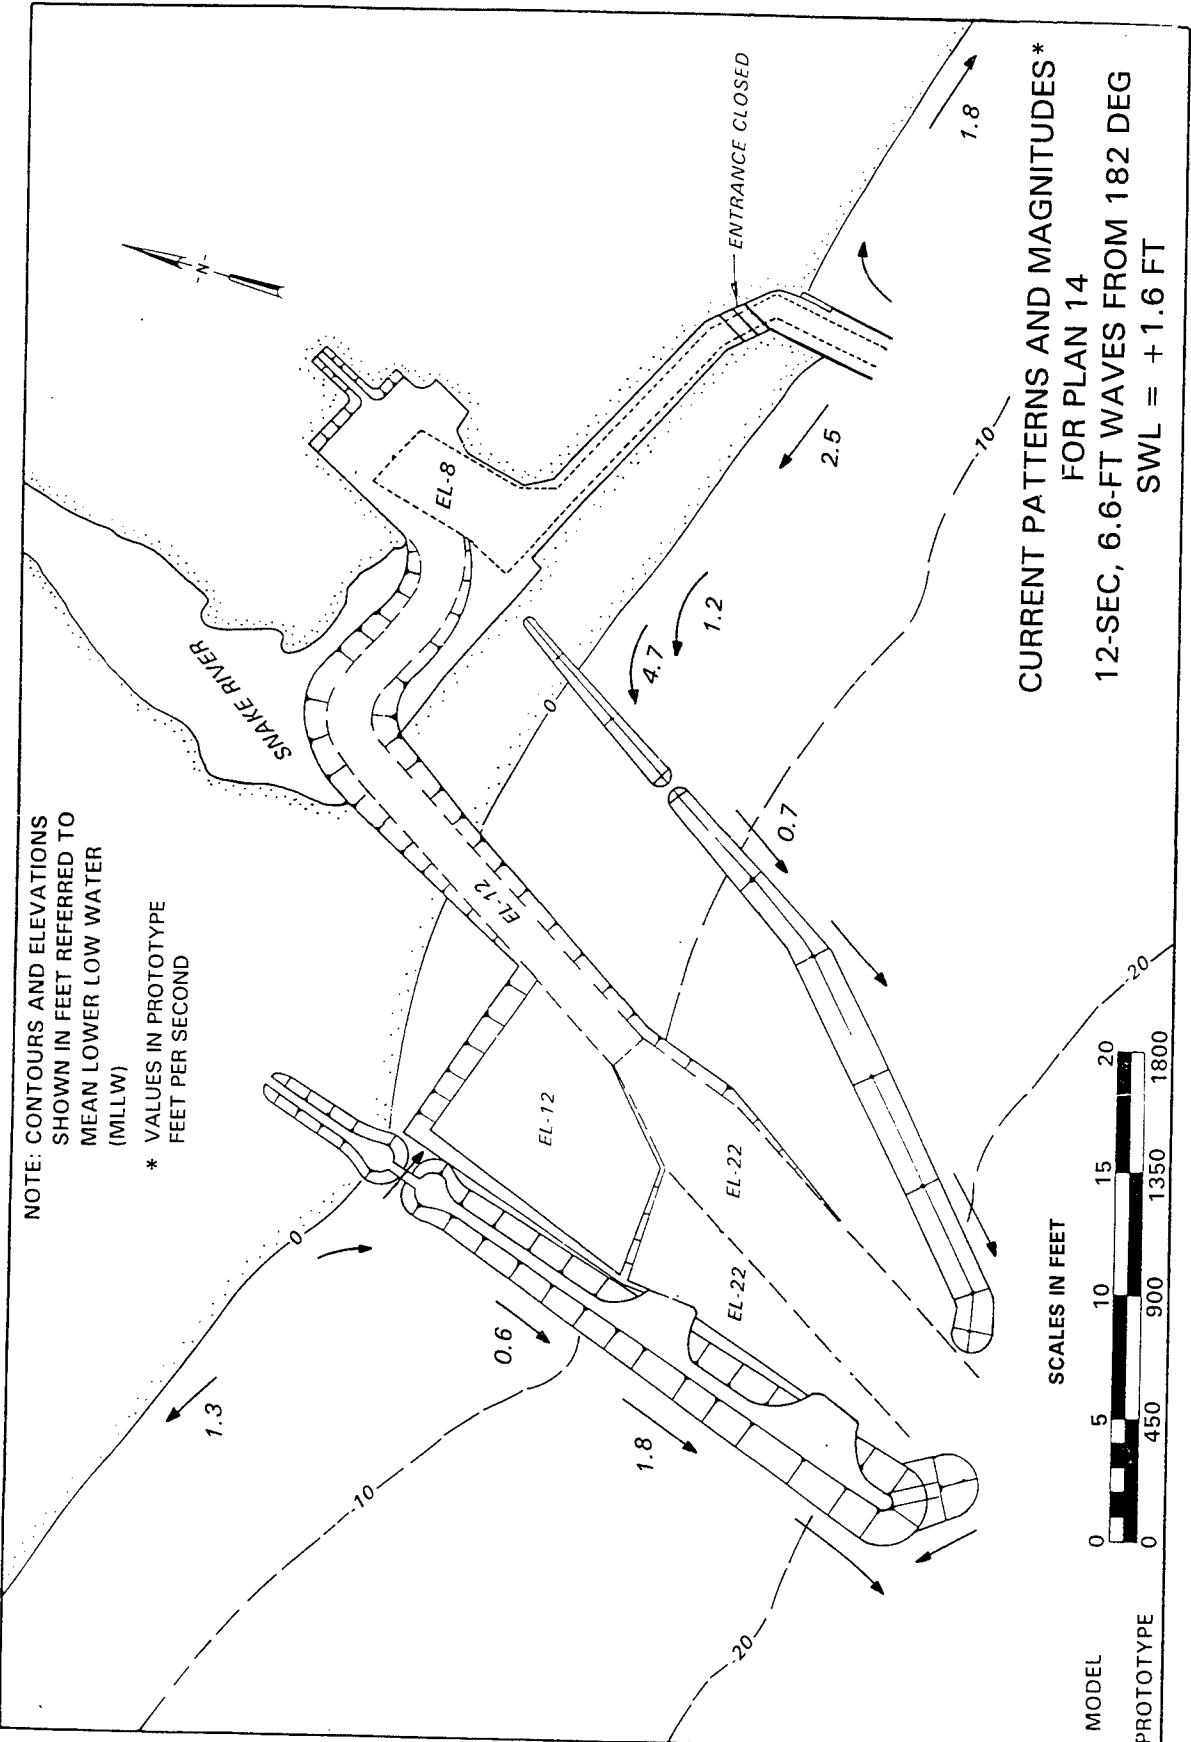 NOTE: CONTOURS AND ELEVATIONS
SHOWN IN FEET REFERRED TO
MEAN LOWER LOW WATER
(MLLW)
* VALUES IN PROTOTYPE
FEET PER SECOND
SNAKE RIVER
-N-
ENTRANCE CLOSED
EL-8
EL-12
EL-12
EL-22
EL-22
0
0
-10
-10
-20
-20
1.3
0.6
1.8
0.7
4.7
1.2
2.5
1.8
SCALES IN FEET
MODEL 0 5 10 15 20
PROTOTYPE 0 450 900 1350 1800
CURRENT PATTERNS AND MAGNITUDES*
FOR PLAN 14
12-SEC, 6.6-FT WAVES FROM 182 DEG
SWL = +1.6 FT